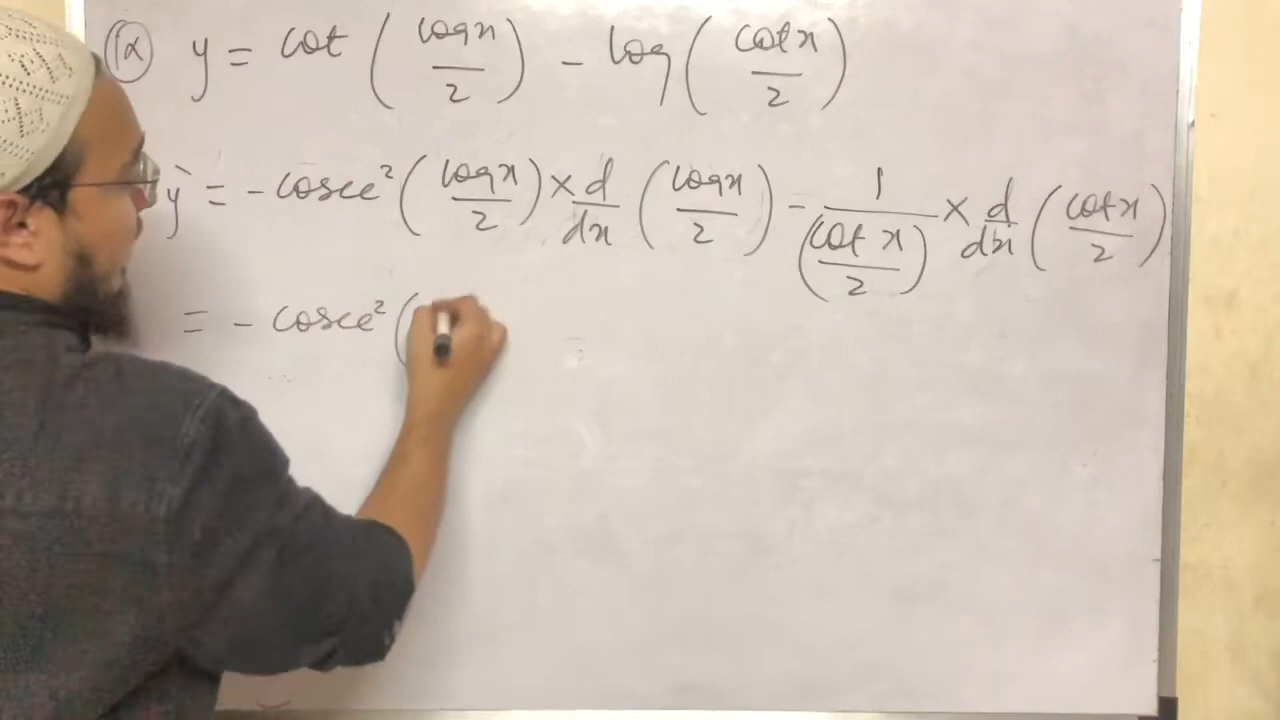 (ix) y = cot (logx/2) - log (cotx/2)
y' = -cosec²(logx/2) × d/dx (logx/2) - 1/(cot x/2) × d/dx (cotx/2)
= - cosec² (